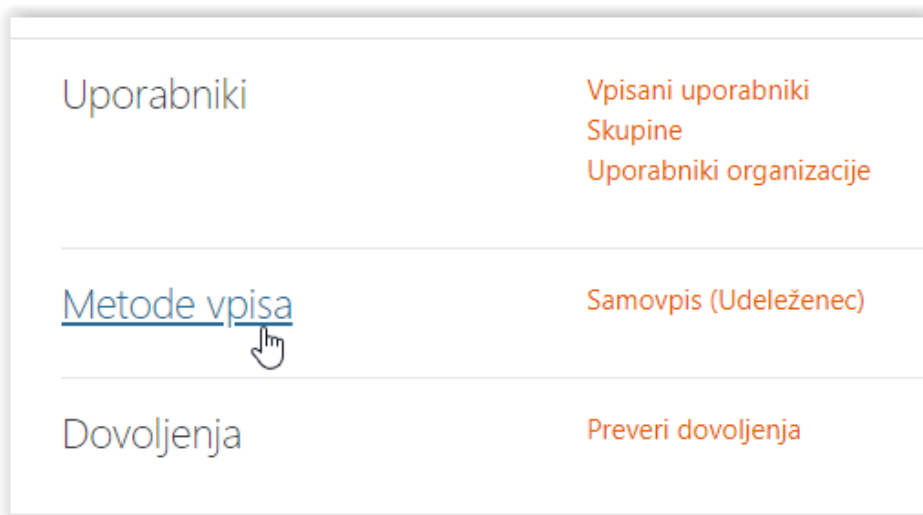 Uporabniki
Vpisani uporabniki
Skupine
Uporabniki organizacije
Metode vpisa
Samovpis (Udeleženec)
Dovoljenja
Preveri dovoljenja